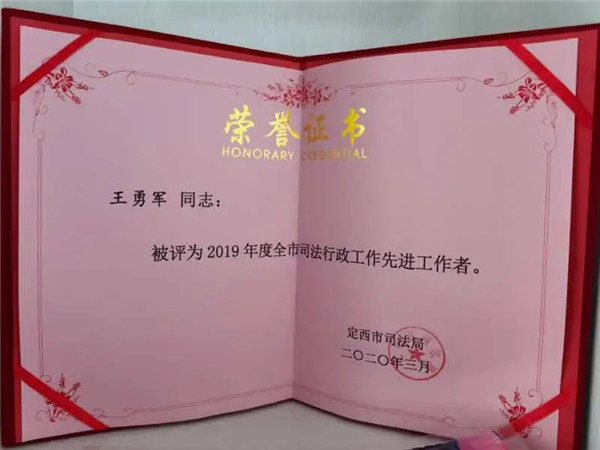 荣誉证书
HONORARY CREDENTIAL
王勇军 同志：
被评为2019年度全市司法行政工作先进工作者。
定西市司法局
二〇二〇年三月